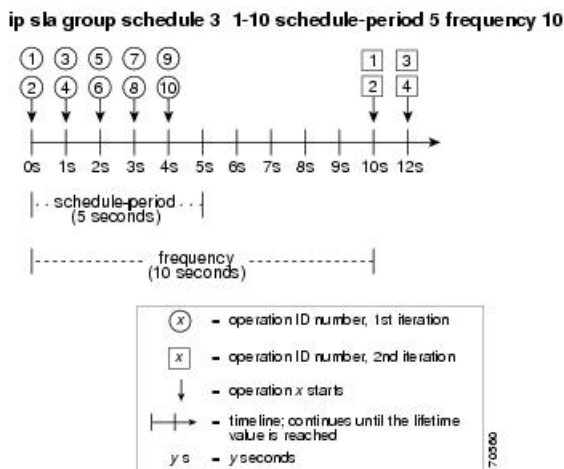 ip sla group schedule 3 1-10 schedule-period 5 frequency 10
1 3 5 7 9 1 3
2 4 6 8 10 2 4
0s 1s 2s 3s 4s 5s 6s 7s 8s 9s 10s 12s
schedule-period
(5 seconds)
frequency
(10 seconds)
x = operation ID number, 1st iteration
x = operation ID number, 2nd iteration
= operation x starts
= timeline; continues until the lifetime
value is reached
y s = y seconds
70560